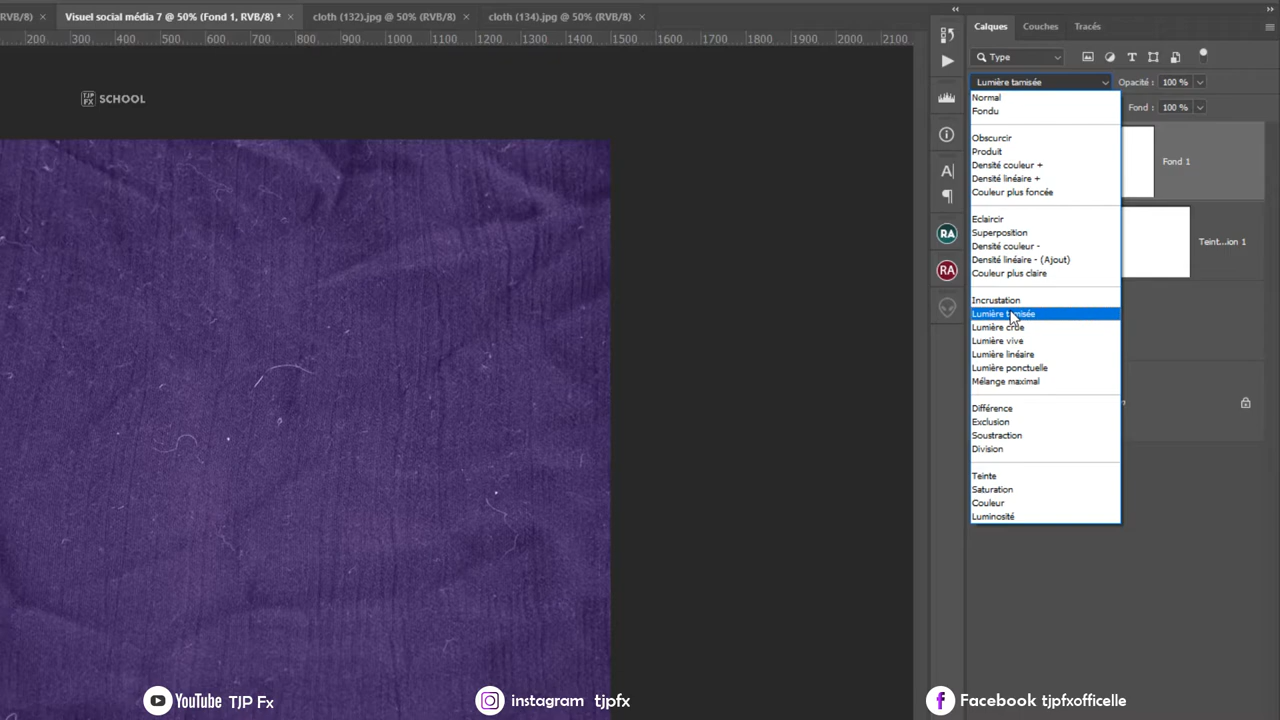 RVB/8) × Visuel social média 7 @ 50% (Fond 1, RVB/8) * × cloth (132).jpg @ 50% (RVB/8) × cloth (134).jpg @ 50% (RVB/8) ×
200 300 400 500 600 700 800 900 1000 1100 1200 1300 1400 1500 1600 1700 1800 1900 2000 2100
TJP FX SCHOOL
Calques Couches Tracés
Type
Lumière tamisée Opacité : 100 %
Fond : 100 %
Normal
Fondu
Obscurcir
Produit
Densité couleur +
Densité linéaire +
Couleur plus foncée
Eclaircir
Superposition
Densité couleur -
Densité linéaire - (Ajout)
Couleur plus claire
Incrustation
Lumière tamisée
Lumière crue
Lumière vive
Lumière linéaire
Lumière ponctuelle
Mélange maximal
Différence
Exclusion
Soustraction
Division
Teinte
Saturation
Couleur
Luminosité
Fond 1
Teint...ion 1
A|
RA
RA
YouTube TJP Fx
instagram tjpfx
Facebook tjpfxofficelle